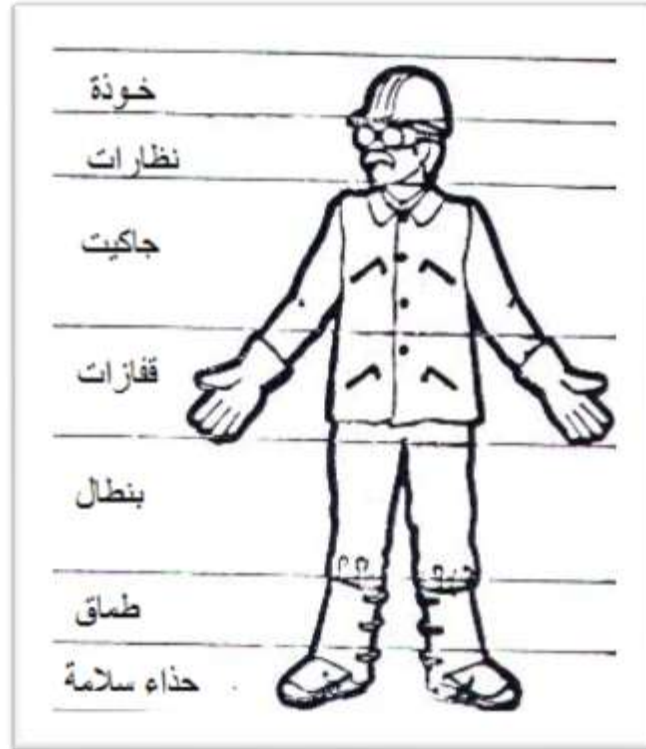 خوذة
نظارات
جاكيت
قفازات
بنطال
طماق
حذاء سلامة